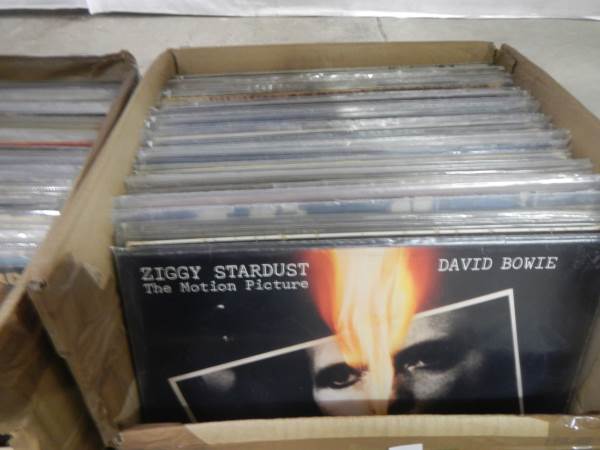 ZIGGY STARDUST
The Motion Picture
DAVID BOWIE